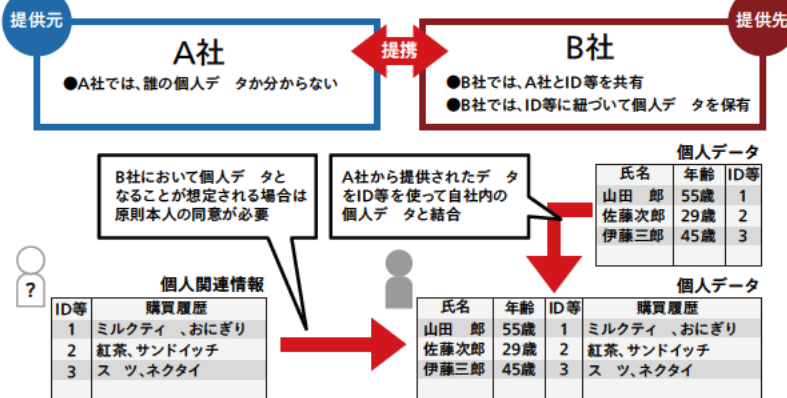 提供元
A社
●A社では、誰の個人デ タか分からない
提携
提供先
B社
●B社では、A社とID等を共有
●B社では、ID等に紐づいて個人デ タを保有
B社において個人デ タと
なることが想定される場合は
原則本人の同意が必要
A社から提供されたデ タ
をID等を使って自社内の
個人デ タと結合
個人データ
氏名 年齢 ID等
山田 郎 55歳 1
佐藤次郎 29歳 2
伊藤三郎 45歳 3
?
個人関連情報
ID等 購買履歴
1 ミルクティ 、おにぎり
2 紅茶、サンドイッチ
3 ス ツ、ネクタイ
個人データ
氏名 年齢 ID等 購買履歴
山田 郎 55歳 1 ミルクティ 、おにぎり
佐藤次郎 29歳 2 紅茶、サンドイッチ
伊藤三郎 45歳 3 ス ツ、ネクタイ